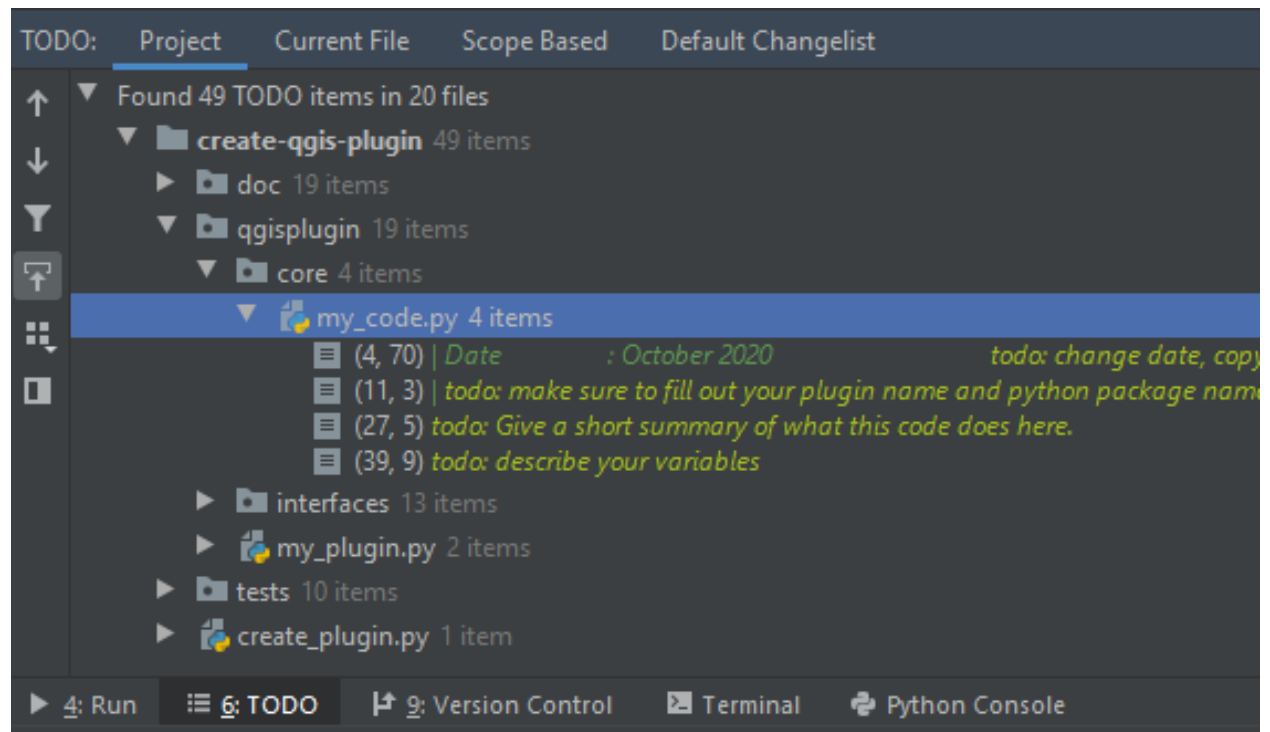 TODO: Project Current File Scope Based Default Changelist
Found 49 TODO items in 20 files
create-qgis-plugin 49 items
doc 19 items
qgisplugin 19 items
core 4 items
my_code.py 4 items
(4, 70) | Date : October 2020 todo: change date, copy
(11, 3) | todo: make sure to fill out your plugin name and python package name
(27, 5) todo: Give a short summary of what this code does here.
(39, 9) todo: describe your variables
interfaces 13 items
my_plugin.py 2 items
tests 10 items
create_plugin.py 1 item
4: Run 6: TODO 9: Version Control Terminal Python Console